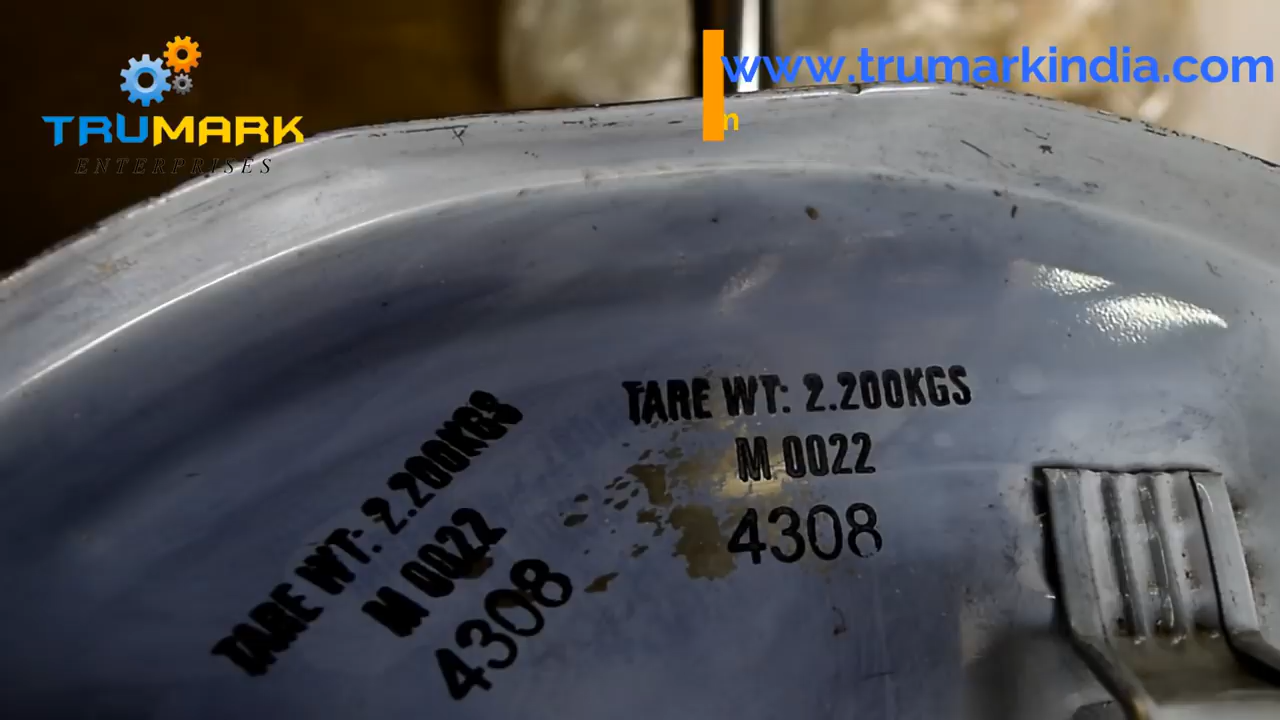 TRUMARK
ENTERPRISES
www.trumarkindia.com
n
TARE WT: 2.200KGS
M 0022
4308
TARE WT: 2.200KGS
M 0022
4308